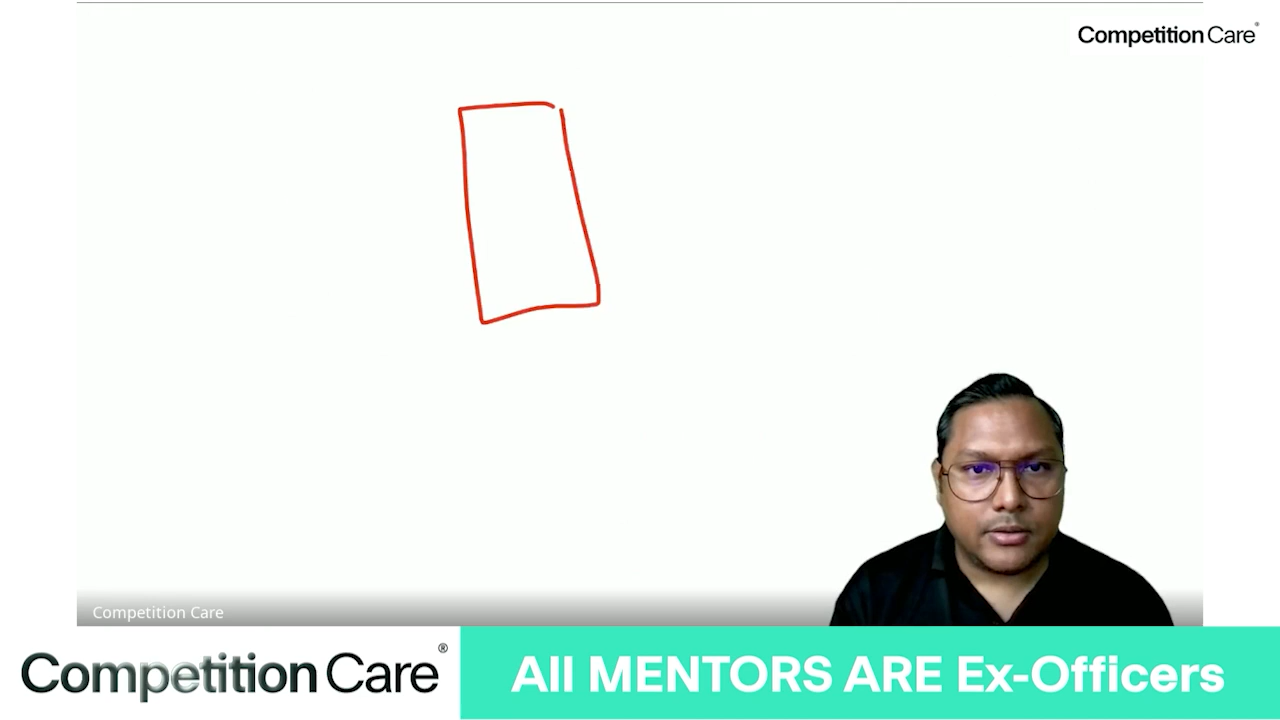 Competition Care®
Competition Care
Competition Care®
All MENTORS ARE Ex-Officers